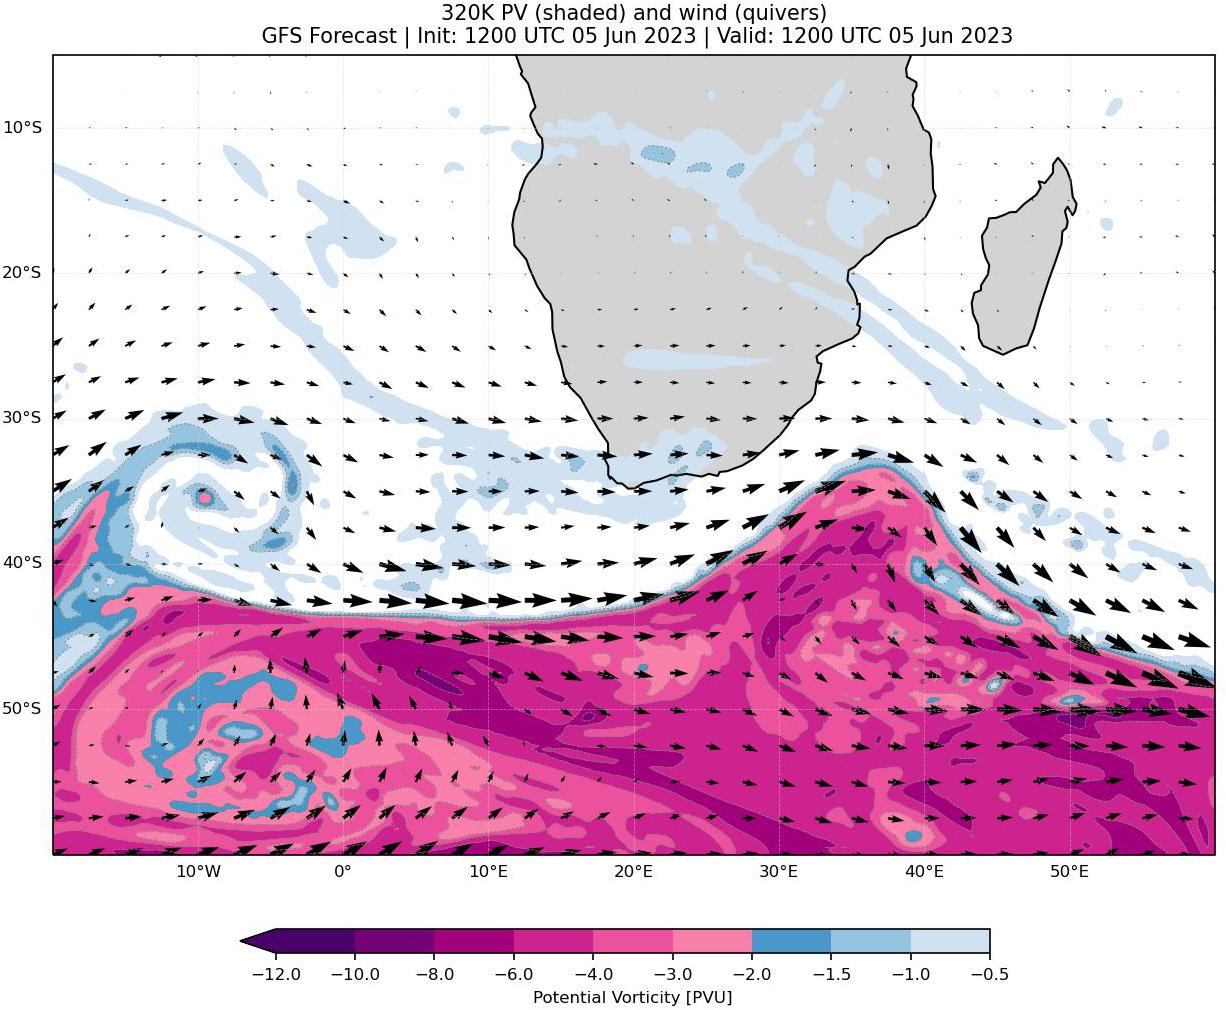 320K PV (shaded) and wind (quivers)
GFS Forecast | Init: 1200 UTC 05 Jun 2023 | Valid: 1200 UTC 05 Jun 2023
10°S
20°S
30°S
40°S
50°S
10°W 0° 10°E 20°E 30°E 40°E 50°E
−12.0 −10.0 −8.0 −6.0 −4.0 −3.0 −2.0 −1.5 −1.0 −0.5
Potential Vorticity [PVU]